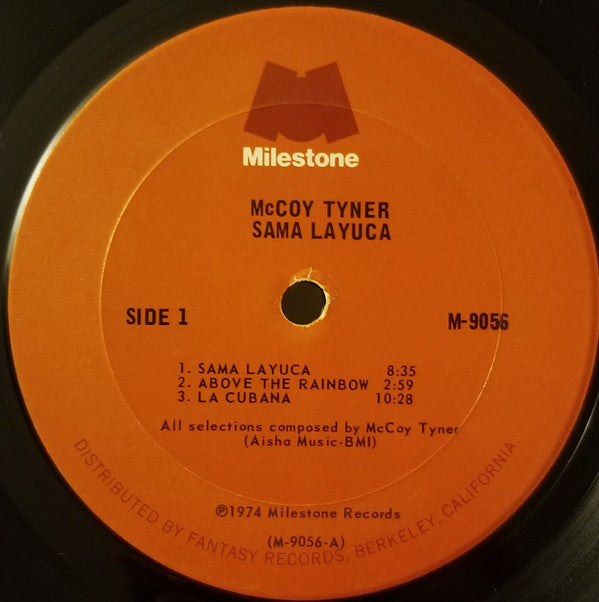 Milestone
McCOY TYNER
SAMA LAYUCA
SIDE 1
M-9056
1. SAMA LAYUCA 8:35
2. ABOVE THE RAINBOW 2:59
3. LA CUBANA 10:28
All selections composed by McCoy Tyner
(Aisha Music-BMI)
℗1974 Milestone Records
(M-9056-A)
DISTRIBUTED BY FANTASY RECORDS, BERKELEY, CALIFORNIA